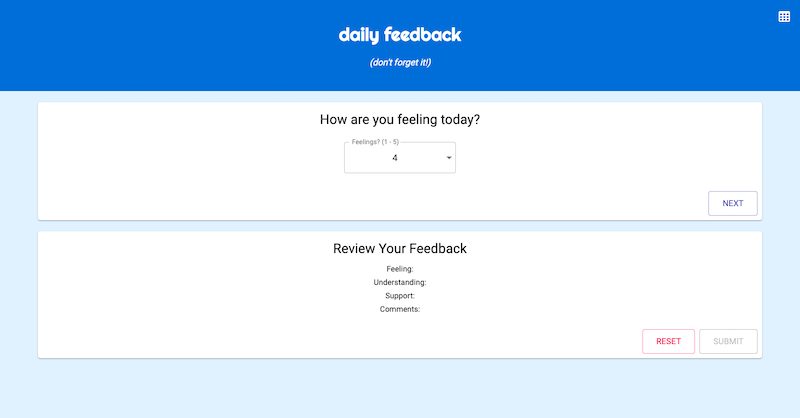 daily feedback
(don't forget it!)
How are you feeling today?
Feelings? (1 - 5)
4
NEXT
Review Your Feedback
Feeling:
Understanding:
Support:
Comments:
RESET
SUBMIT